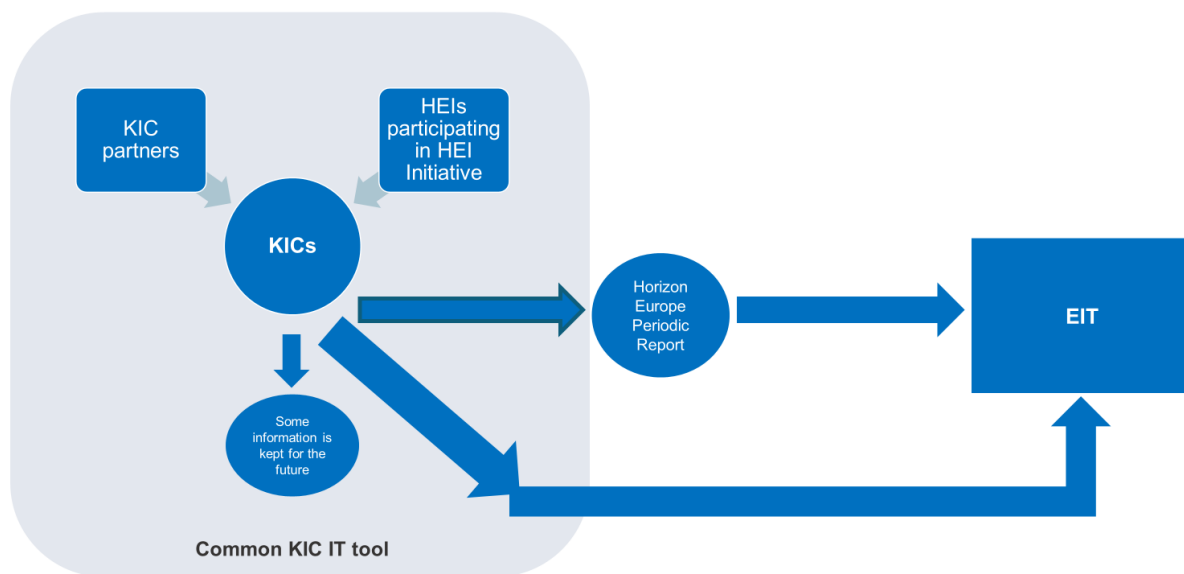 KIC
partners
HEIs
participating
in HEI
Initiative
KICs
Horizon
Europe
Periodic
Report
EIT
Some
information is
kept for the
future
Common KIC IT tool